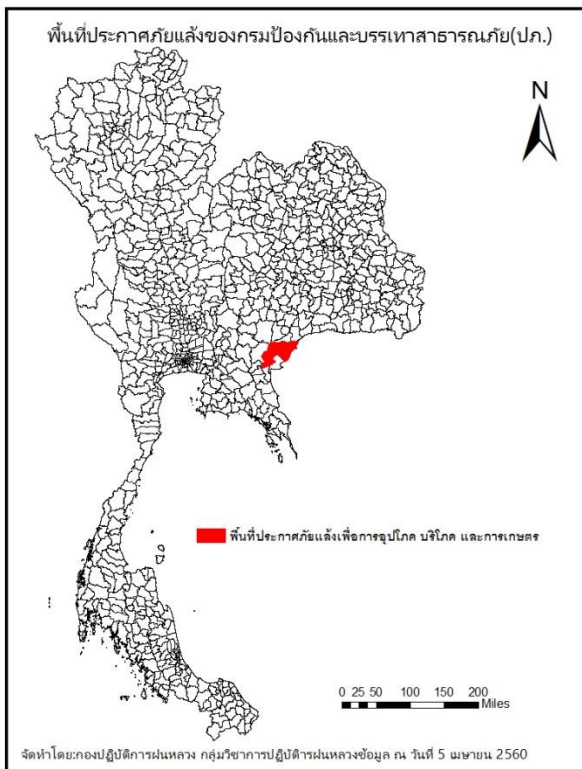 พื้นที่ประกาศภัยแล้งของกรมป้องกันและบรรเทาสาธารณภัย(ปภ.)
N
พื้นที่ประกาศภัยแล้งเพื่อการอุปโภค บริโภค และการเกษตร
0 25 50 100 150 200
Miles
จัดทำโดย:กองปฏิบัติการฝนหลวง กลุ่มวิชาการปฏิบัติการฝนหลวงข้อมูล ณ วันที่ 5 เมษายน 2560